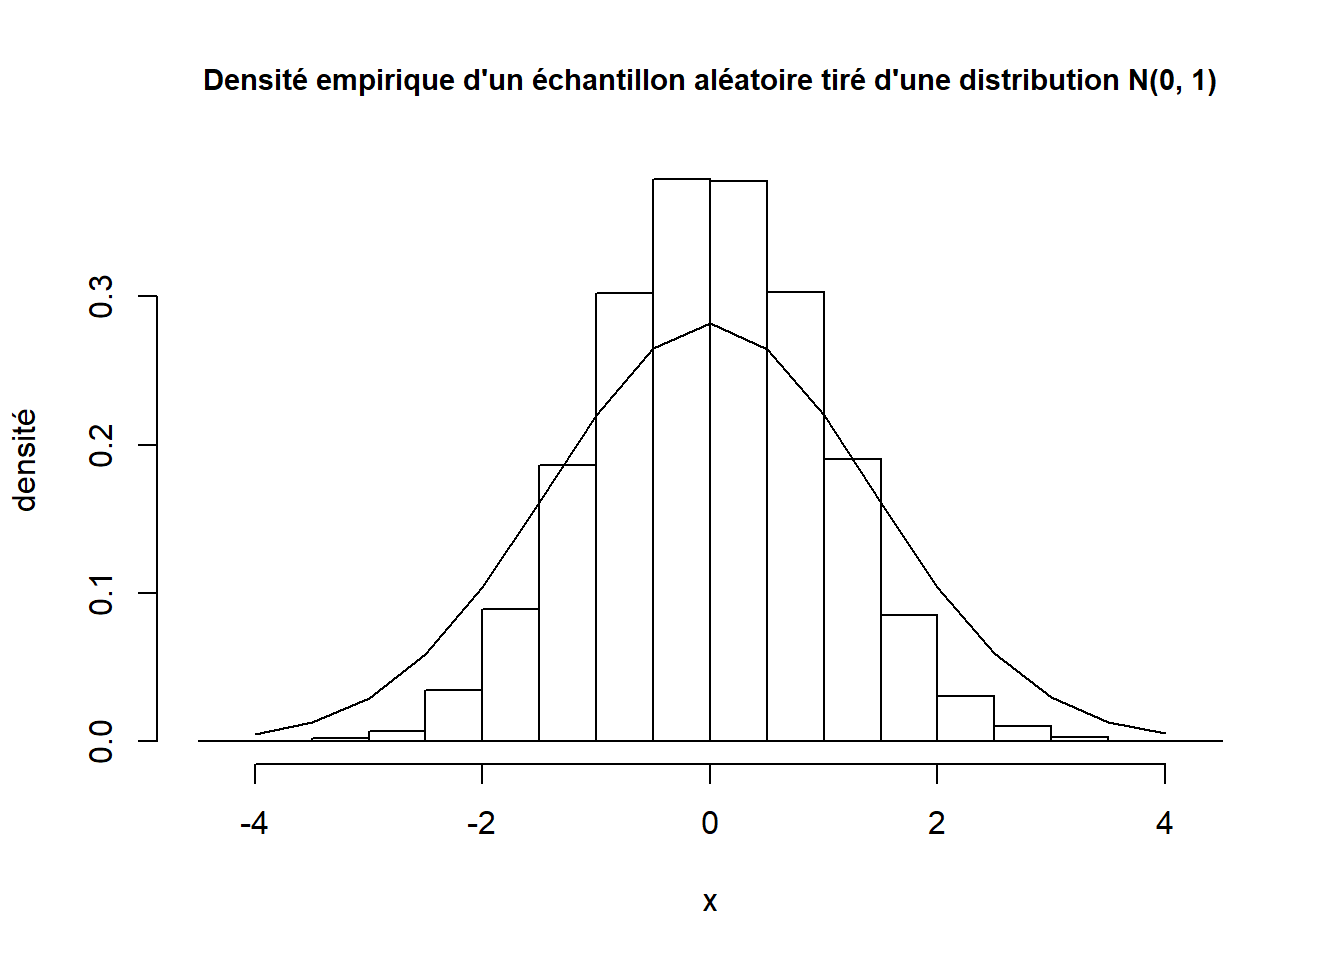 Densité empirique d'un échantillon aléatoire tiré d'une distribution N(0, 1)
densité
0.3
0.2
0.1
0.0
-4 -2 0 2 4
x